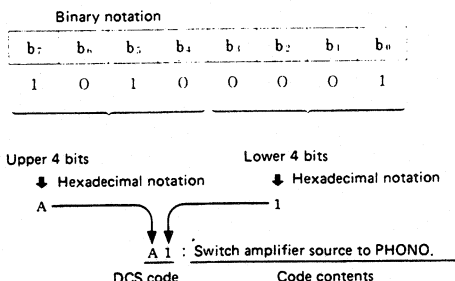 Binary notation
b₇ b₆ b₅ b₄ b₃ b₂ b₁ b₀
1 0 1 0 0 0 0 1
Upper 4 bits Lower 4 bits
⬇ Hexadecimal notation ⬇ Hexadecimal notation
A 1
A 1 : Switch amplifier source to PHONO.
DCS code Code contents